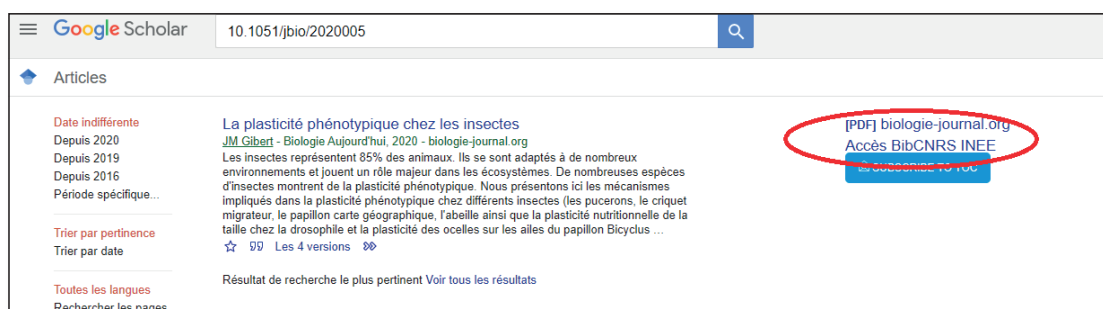 Google Scholar
10.1051/jbio/2020005
Articles
Date indifférente
Depuis 2020
Depuis 2019
Depuis 2016
Période spécifique...
Trier par pertinence
Trier par date
Toutes les langues
Rechercher les pages
La plasticité phénotypique chez les insectes
JM Gibert - Biologie Aujourd'hui, 2020 - biologie-journal.org
Les insectes représentent 85% des animaux. Ils se sont adaptés à de nombreux
environnements et jouent un rôle majeur dans les écosystèmes. De nombreuses espèces
d'insectes montrent de la plasticité phénotypique. Nous présentons ici les mécanismes
impliqués dans la plasticité phénotypique chez différents insectes (les pucerons, le criquet
migrateur, le papillon carte géographique, l'abeille ainsi que la plasticité nutritionnelle de la
taille chez la drosophile et la plasticité des ocelles sur les ailes du papillon Bicyclus ...
Les 4 versions
Résultat de recherche le plus pertinent Voir tous les résultats
[PDF] biologie-journal.org
Accès BibCNRS INEE
SUBSCRIBE TO TOC